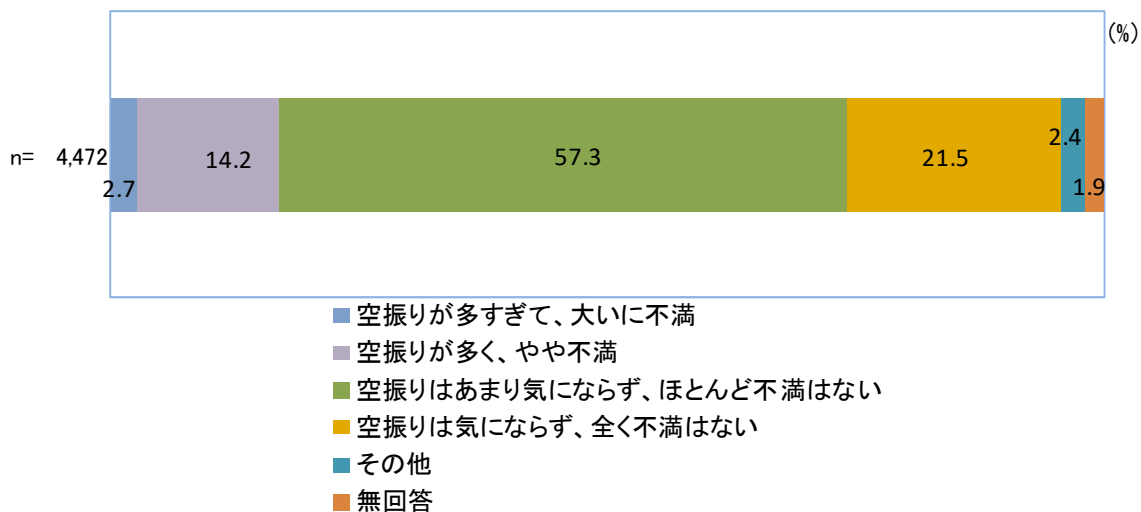 (%)
n= 4,472
2.7
14.2
57.3
21.5
2.4
1.9
空振りが多すぎて、大いに不満
空振りが多く、やや不満
空振りはあまり気にならず、ほとんど不満はない
空振りは気にならず、全く不満はない
その他
無回答